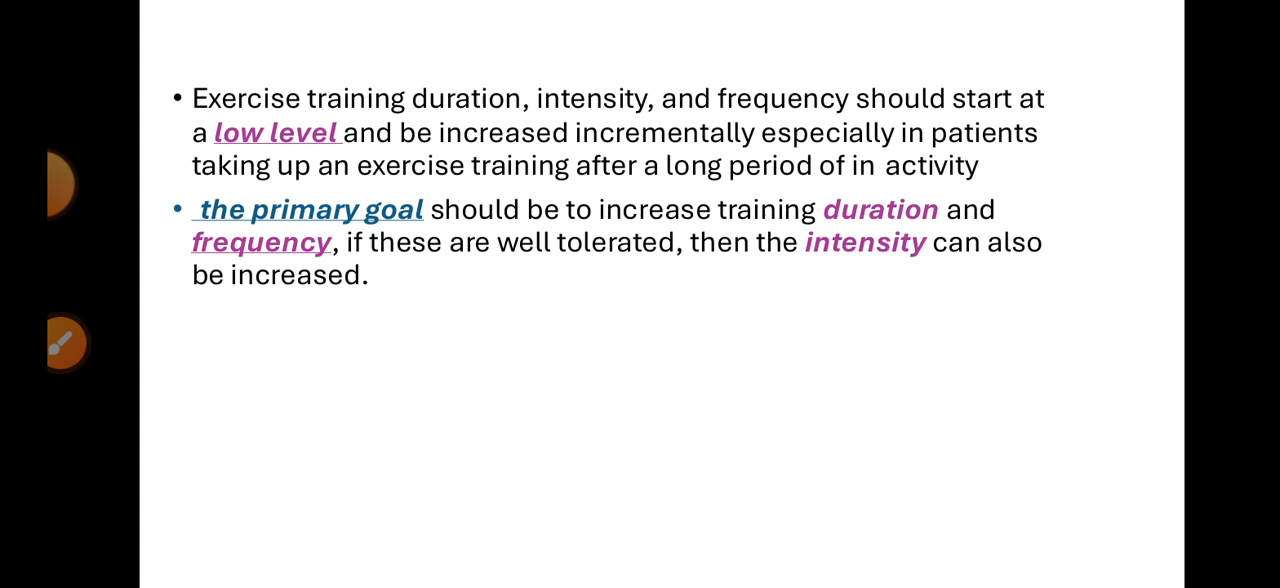 • Exercise training duration, intensity, and frequency should start at
a low level and be increased incrementally especially in patients
taking up an exercise training after a long period of in activity
• the primary goal should be to increase training duration and
frequency, if these are well tolerated, then the intensity can also
be increased.